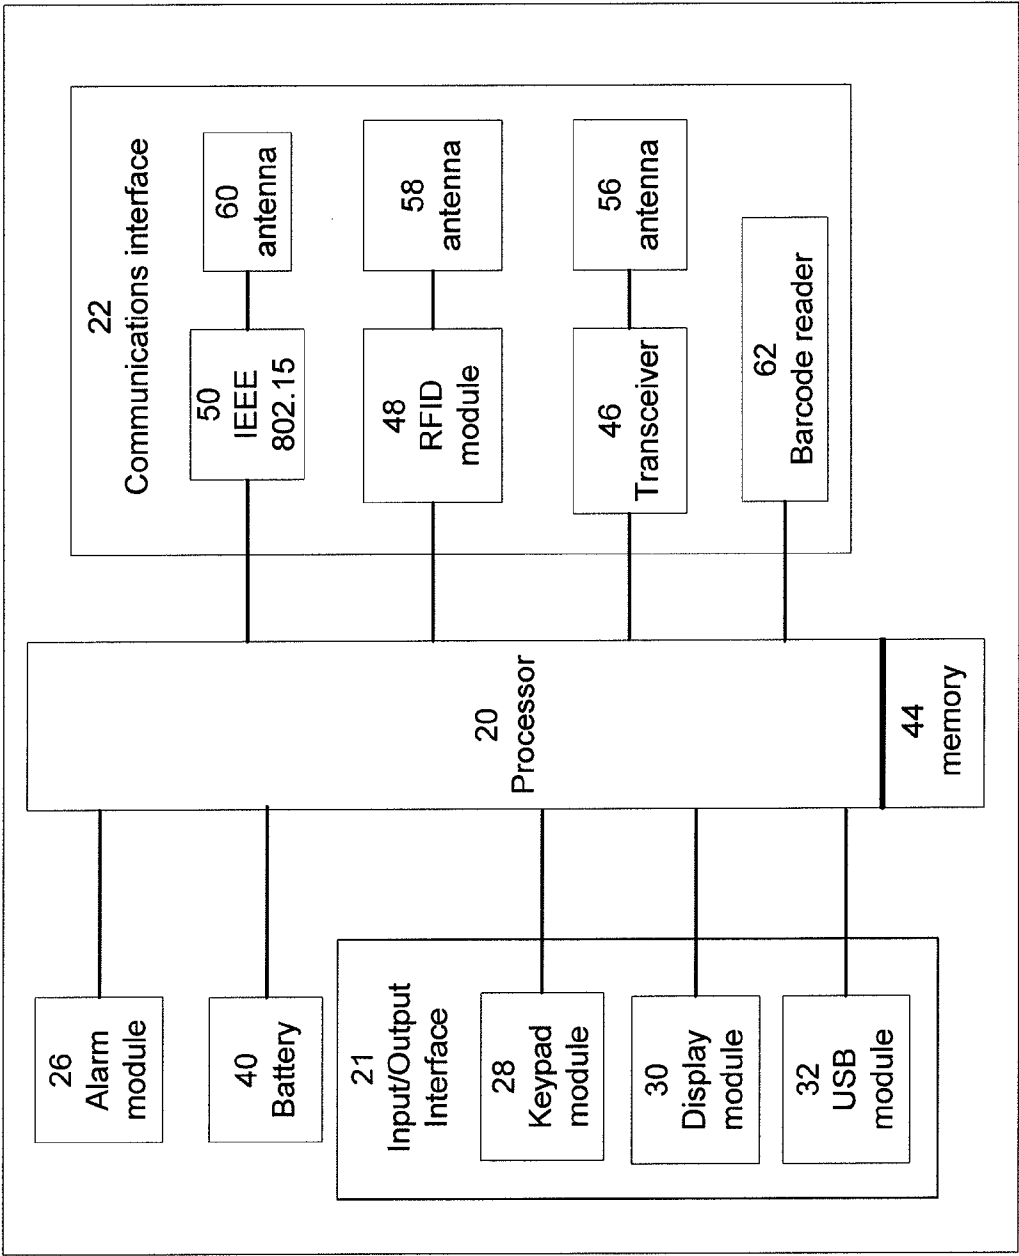 26
Alarm
module
40
Battery
21
Input/Output
Interface
28
Keypad
module
30
Display
module
32
USB
module
20
Processor
44
memory
22
Communications interface
50
IEEE
802.15
60
antenna
48
RFID
module
58
antenna
46
Transceiver
56
antenna
62
Barcode reader